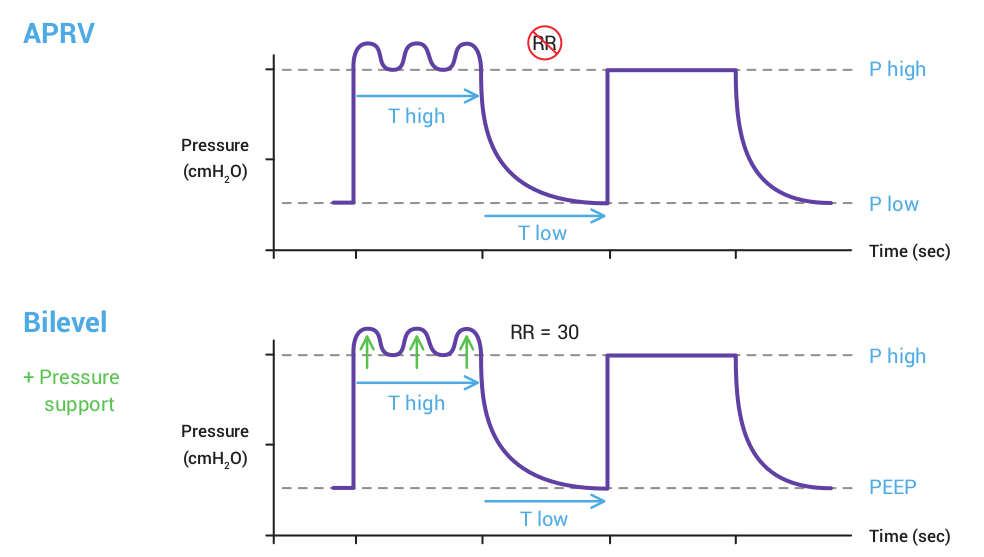 APRV
RR
P high
T high
Pressure
(cmH₂O)
P low
T low
Time (sec)
Bilevel
RR = 30
P high
+ Pressure
support
T high
Pressure
(cmH₂O)
PEEP
T low
Time (sec)